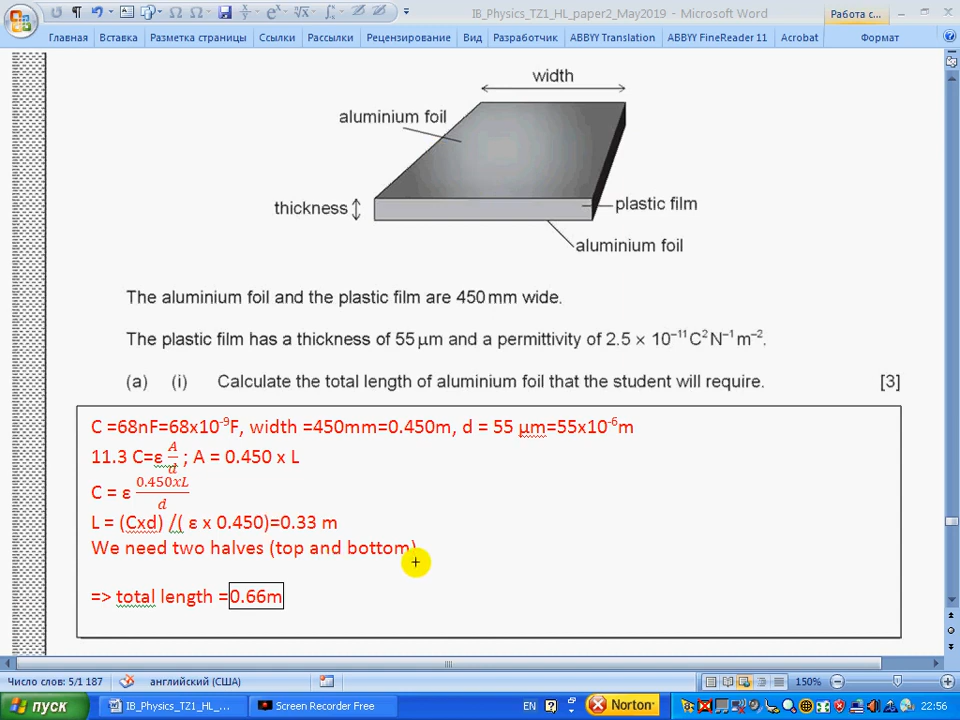 IB_Physics_TZ1_HL_paper2_May2019 - Microsoft Word
Работа с...
Главная Вставка Разметка страницы Ссылки Рассылки Рецензирование Вид Разработчик ABBYY Translation ABBYY FineReader 11 Acrobat Формат
width
aluminium foil
thickness
plastic film
aluminium foil
The aluminium foil and the plastic film are 450 mm wide.
The plastic film has a thickness of 55 μm and a permittivity of 2.5 × 10⁻¹¹ C² N⁻¹ m⁻².
(a) (i) Calculate the total length of aluminium foil that the student will require. [3]
C =68nF=68x10⁻⁹F, width =450mm=0.450m, d = 55 μm=55x10⁻⁶m
11.3 C=ε A/d ; A = 0.450 x L
C = ε 0.450xL/d
L = (Cxd) /( ε x 0.450)=0.33 m
We need two halves (top and bottom)
=> total length =0.66m
Число слов: 5/1 187 английский (США) 150%
пуск IB_Physics_TZ1_HL_... Screen Recorder Free EN Norton 22:56